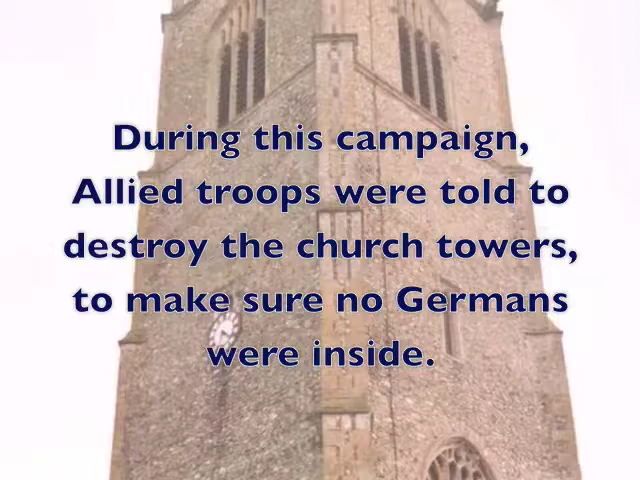 During this campaign,
Allied troops were told to
destroy the church towers,
to make sure no Germans
were inside.